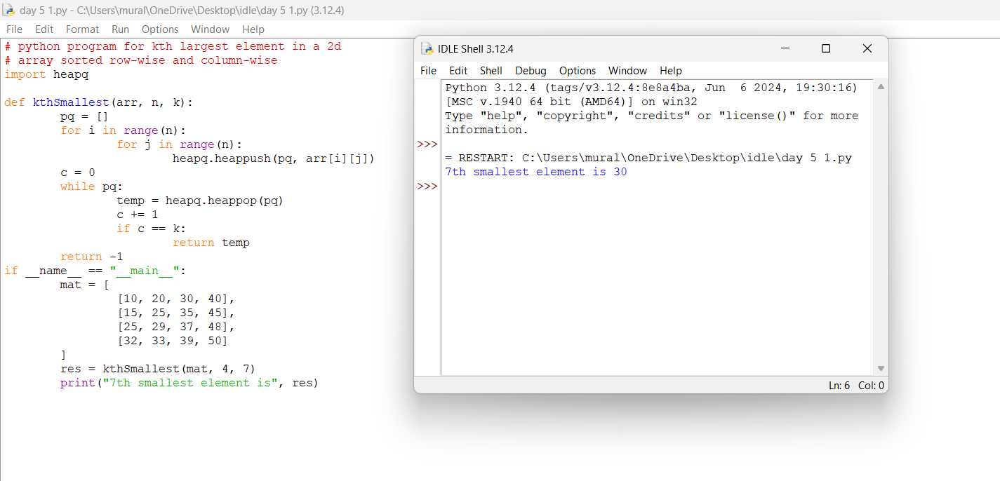 day 5 1.py - C:\Users\mural\OneDrive\Desktop\idle\day 5 1.py (3.12.4)
File Edit Format Run Options Window Help
# python program for kth largest element in a 2d
# array sorted row-wise and column-wise
import heapq
def kthSmallest(arr, n, k):
        pq = []
        for i in range(n):
                for j in range(n):
                        heapq.heappush(pq, arr[i][j])
        c = 0
        while pq:
                temp = heapq.heappop(pq)
                c += 1
                if c == k:
                        return temp
        return -1
if __name__ == "__main__":
        mat = [
                [10, 20, 30, 40],
                [15, 25, 35, 45],
                [25, 29, 37, 48],
                [32, 33, 39, 50]
        ]
        res = kthSmallest(mat, 4, 7)
        print("7th smallest element is", res)
IDLE Shell 3.12.4
File Edit Shell Debug Options Window Help
Python 3.12.4 (tags/v3.12.4:8e8a4ba, Jun  6 2024, 19:30:16)
[MSC v.1940 64 bit (AMD64)] on win32
Type "help", "copyright", "credits" or "license()" for more
information.
>>>
= RESTART: C:\Users\mural\OneDrive\Desktop\idle\day 5 1.py
7th smallest element is 30
>>>
Ln: 6 Col: 0